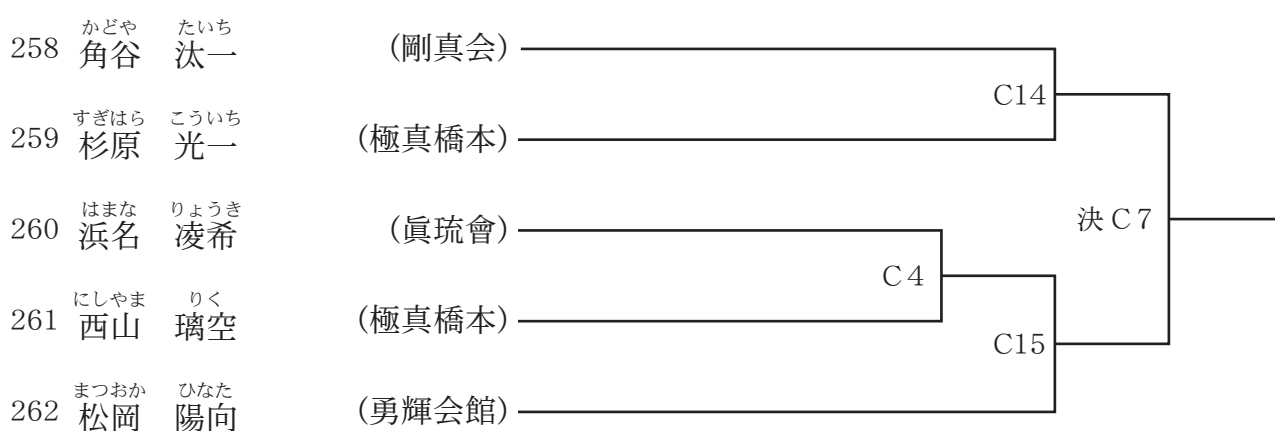 かどや たいち
258 角谷 汰一 (剛真会)
C14
すぎはら こういち
259 杉原 光一 (極真橋本)
はまな りょうき
260 浜名 凌希 (眞琉會)
決C7
C4
にしやま りく
261 西山 璃空 (極真橋本)
C15
まつおか ひなた
262 松岡 陽向 (勇輝会館)